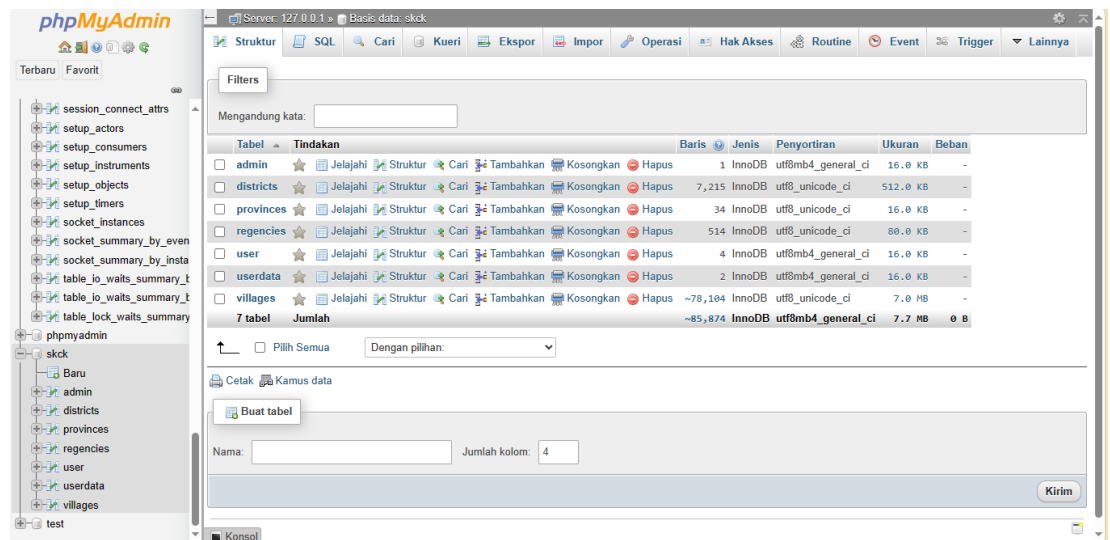 phpMyAdmin
Terbaru Favorit
session_connect_attrs
setup_actors
setup_consumers
setup_instruments
setup_objects
setup_timers
socket_instances
socket_summary_by_even
socket_summary_by_insta
table_io_waits_summary_b
table_io_waits_summary_b
table_lock_waits_summary
phpmyadmin
skck
Baru
admin
districts
provinces
regencies
user
userdata
villages
test
Server: 127.0.0.1 » Basis data: skck
Struktur SQL Cari Kueri Ekspor Impor Operasi Hak Akses Routine Event Trigger Lainnya
Filters
Mengandung kata:
Tabel Tindakan Baris Jenis Penyortiran Ukuran Beban
admin Jelajahi Struktur Cari Tambahkan Kosongkan Hapus 1 InnoDB utf8mb4_general_ci 16.0 KB -
districts Jelajahi Struktur Cari Tambahkan Kosongkan Hapus 7,215 InnoDB utf8_unicode_ci 512.0 KB -
provinces Jelajahi Struktur Cari Tambahkan Kosongkan Hapus 34 InnoDB utf8_unicode_ci 16.0 KB -
regencies Jelajahi Struktur Cari Tambahkan Kosongkan Hapus 514 InnoDB utf8_unicode_ci 80.0 KB -
user Jelajahi Struktur Cari Tambahkan Kosongkan Hapus 4 InnoDB utf8mb4_general_ci 16.0 KB -
userdata Jelajahi Struktur Cari Tambahkan Kosongkan Hapus 2 InnoDB utf8mb4_general_ci 16.0 KB -
villages Jelajahi Struktur Cari Tambahkan Kosongkan Hapus ~78,104 InnoDB utf8_unicode_ci 7.0 MB -
7 tabel Jumlah ~85,874 InnoDB utf8mb4_general_ci 7.7 MB 0 B
Pilih Semua Dengan pilihan:
Cetak Kamus data
Buat tabel
Nama: Jumlah kolom: 4
Kirim
Konsol